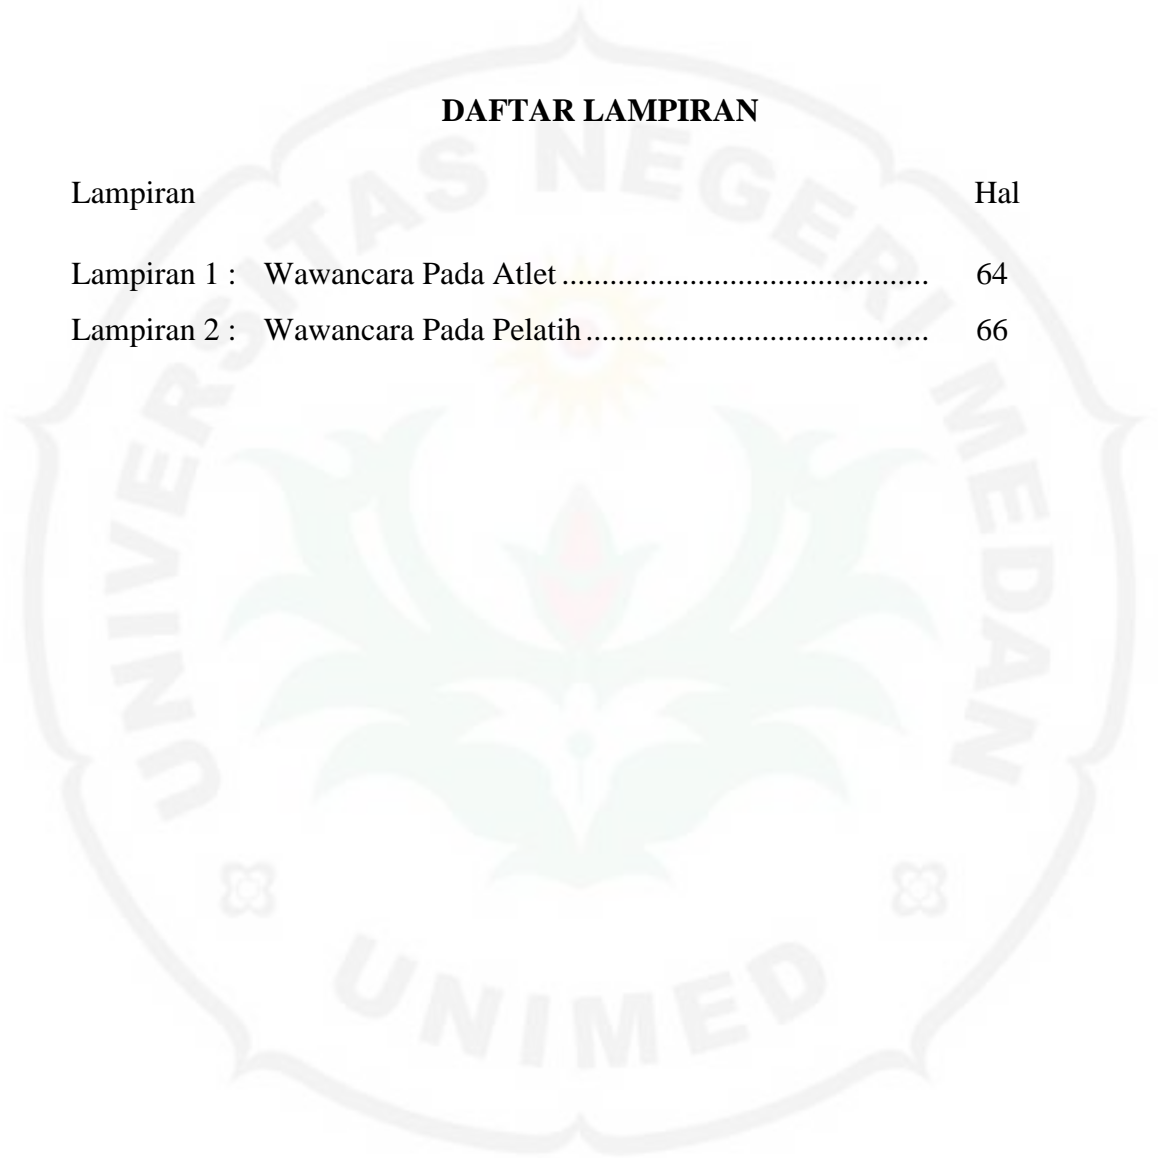 DAFTAR LAMPIRAN
Lampiran Hal
Lampiran 1 : Wawancara Pada Atlet ............................................. 64
Lampiran 2 : Wawancara Pada Pelatih .......................................... 66
UNIVERSITAS NEGERI MEDAN
UNIMED